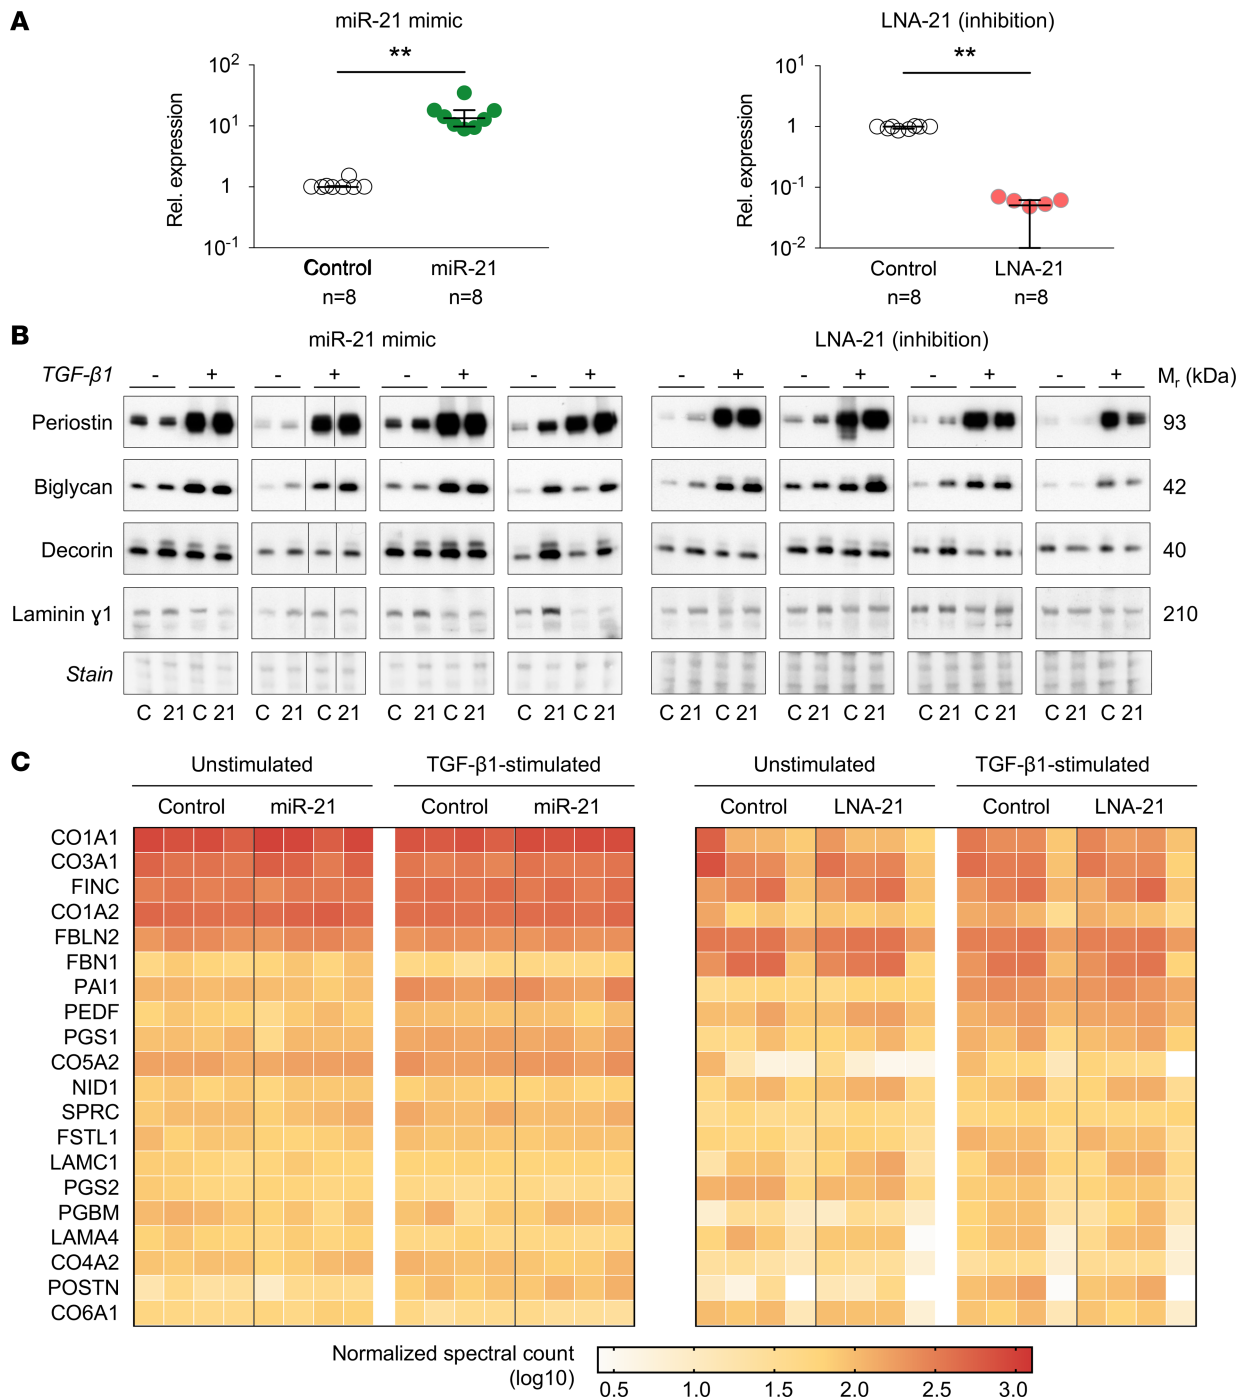 A
miR-21 mimic
LNA-21 (inhibition)
**
**
Rel. expression
10²
10¹
1
10⁻¹
Control
miR-21
n=8
n=8
Rel. expression
10¹
1
10⁻¹
10⁻²
Control
LNA-21
n=8
n=8
B
miR-21 mimic
LNA-21 (inhibition)
TGF-β1 - + - + - + - + - + - + - + - + Mr (kDa)
Periostin 93
Biglycan 42
Decorin 40
Laminin ɣ1 210
Stain
C 21 C 21 C 21 C 21 C 21 C 21 C 21 C 21 C 21 C 21 C 21 C 21 C 21 C 21 C 21 C 21
C
Unstimulated TGF-β1-stimulated Unstimulated TGF-β1-stimulated
Control miR-21 Control miR-21 Control LNA-21 Control LNA-21
CO1A1
CO3A1
FINC
CO1A2
FBLN2
FBN1
PAI1
PEDF
PGS1
CO5A2
NID1
SPRC
FSTL1
LAMC1
PGS2
PGBM
LAMA4
CO4A2
POSTN
CO6A1
Normalized spectral count
(log10)
0.5 1.0 1.5 2.0 2.5 3.0